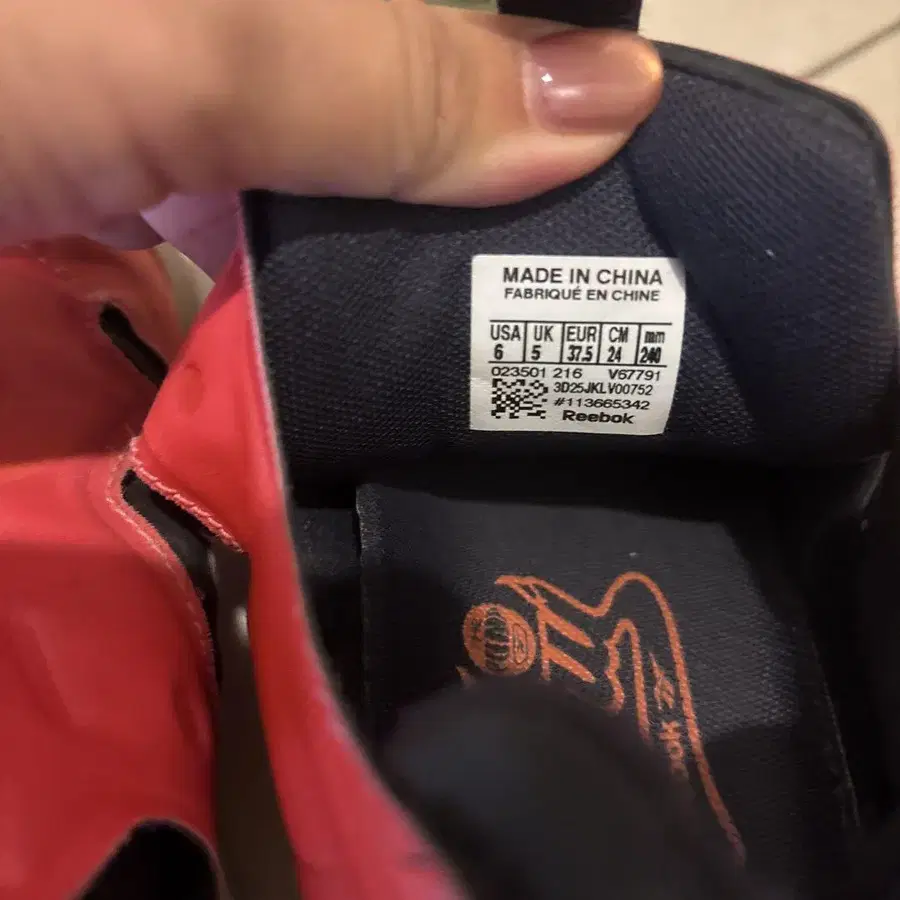 MADE IN CHINA
FABRIQUÉ EN CHINE
USA UK EUR CM mm
6 5 37.5 24 240
023501 216 V67791
3D25JKLV00752
#113665342
Reebok